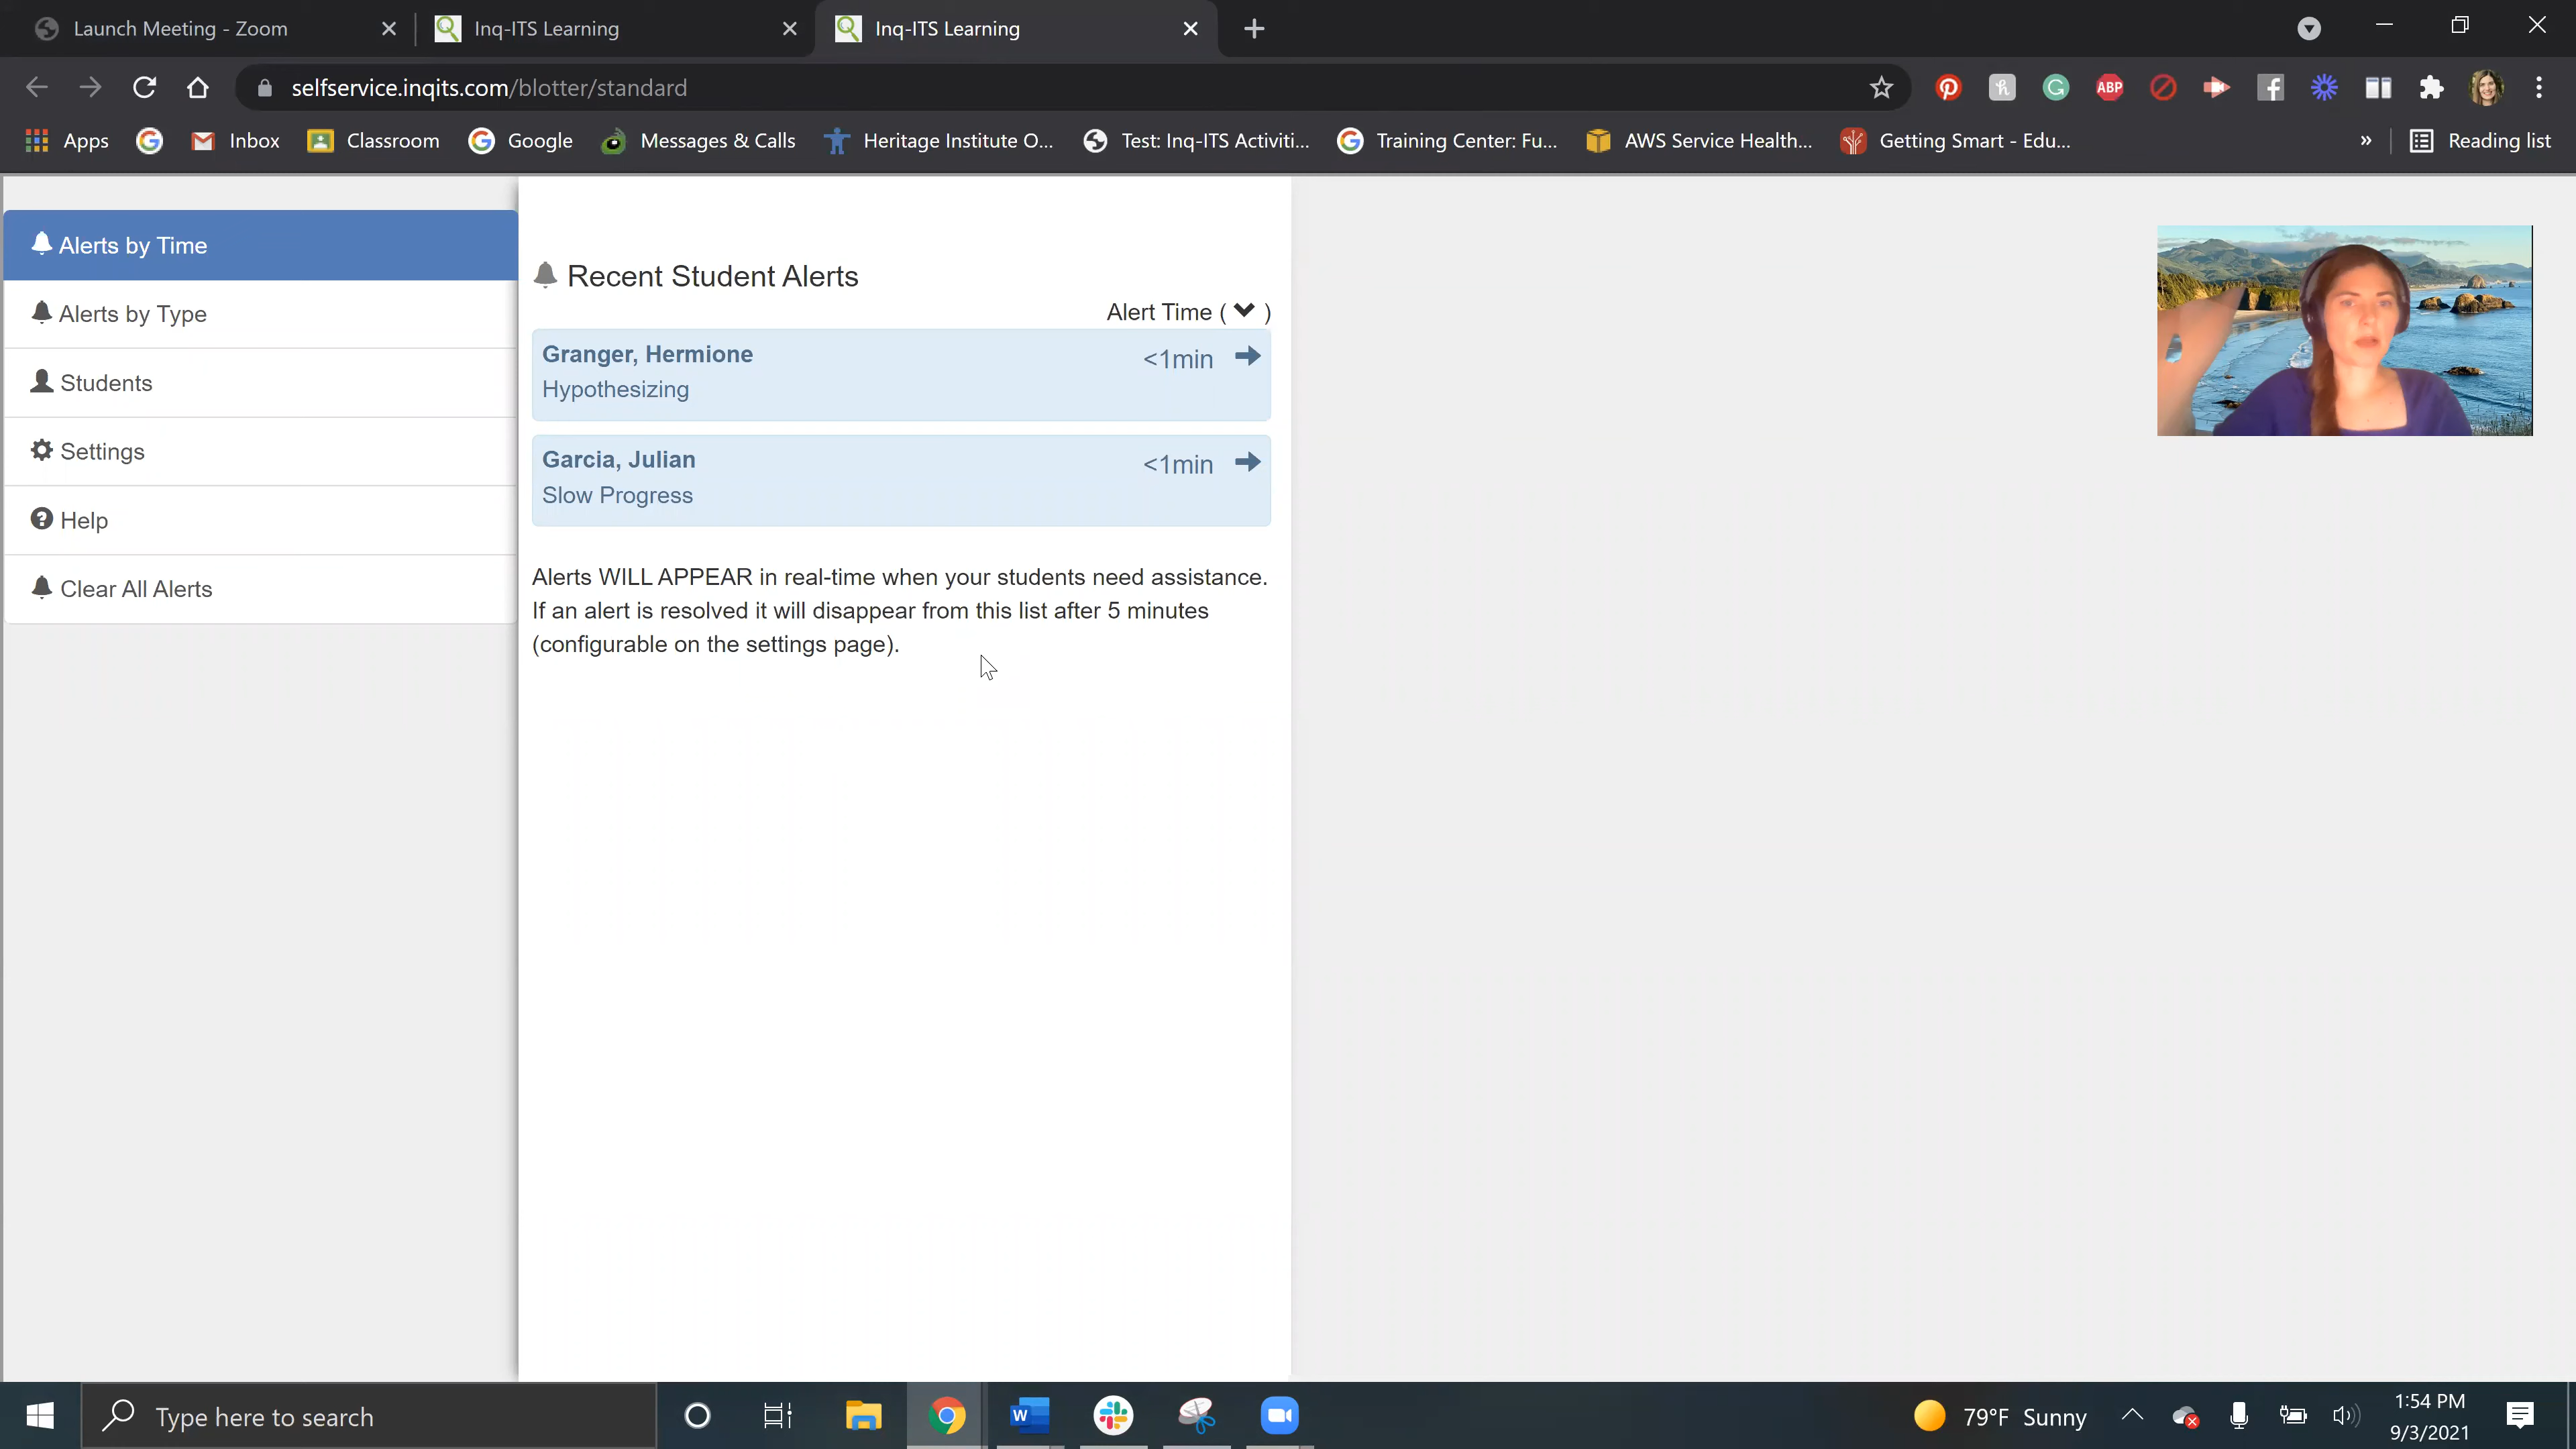 Launch Meeting - Zoom
Inq-ITS Learning
Inq-ITS Learning
selfservice.inqits.com/blotter/standard
ABP
Apps
Inbox
Classroom
Google
Messages & Calls
Heritage Institute O...
Test: Inq-ITS Activiti...
Training Center: Fu...
AWS Service Health...
Getting Smart - Edu...
»
Reading list
Alerts by Time
Alerts by Type
Students
Settings
Help
Clear All Alerts
Recent Student Alerts
Alert Time ( )
Granger, Hermione
<1min
Hypothesizing
Garcia, Julian
<1min
Slow Progress
Alerts WILL APPEAR in real-time when your students need assistance.
If an alert is resolved it will disappear from this list after 5 minutes
(configurable on the settings page).
Type here to search
79°F Sunny
1:54 PM
9/3/2021